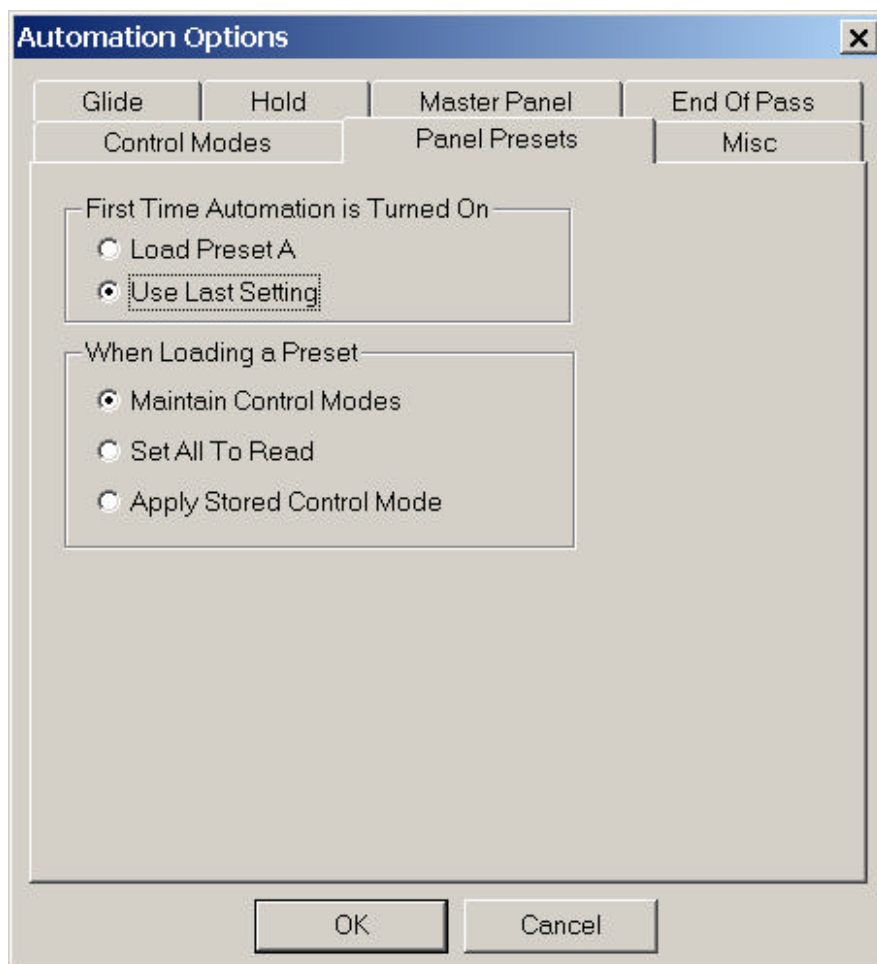 Automation Options
Glide Hold Master Panel End Of Pass
Control Modes Panel Presets Misc
First Time Automation is Turned On
Load Preset A
Use Last Setting
When Loading a Preset
Maintain Control Modes
Set All To Read
Apply Stored Control Mode
OK Cancel